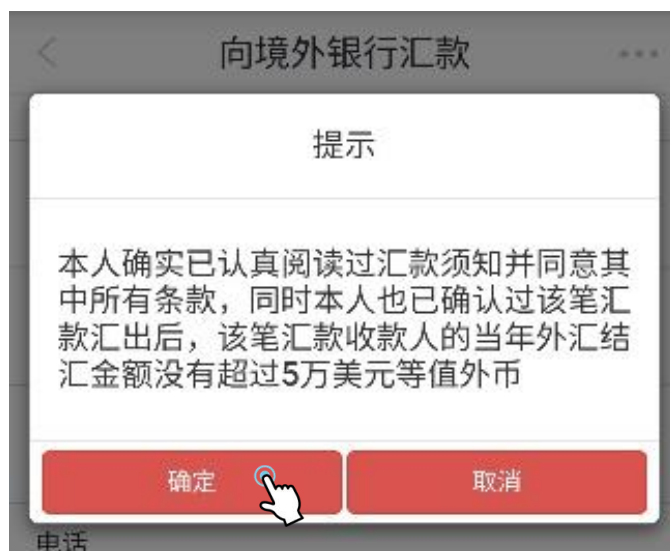 向境外银行汇款
提示
本人确实已认真阅读过汇款须知并同意其
中所有条款，同时本人也已确认过该笔汇
款汇出后，该笔汇款收款人的当年外汇结
汇金额没有超过5万美元等值外币
确定
取消
电话